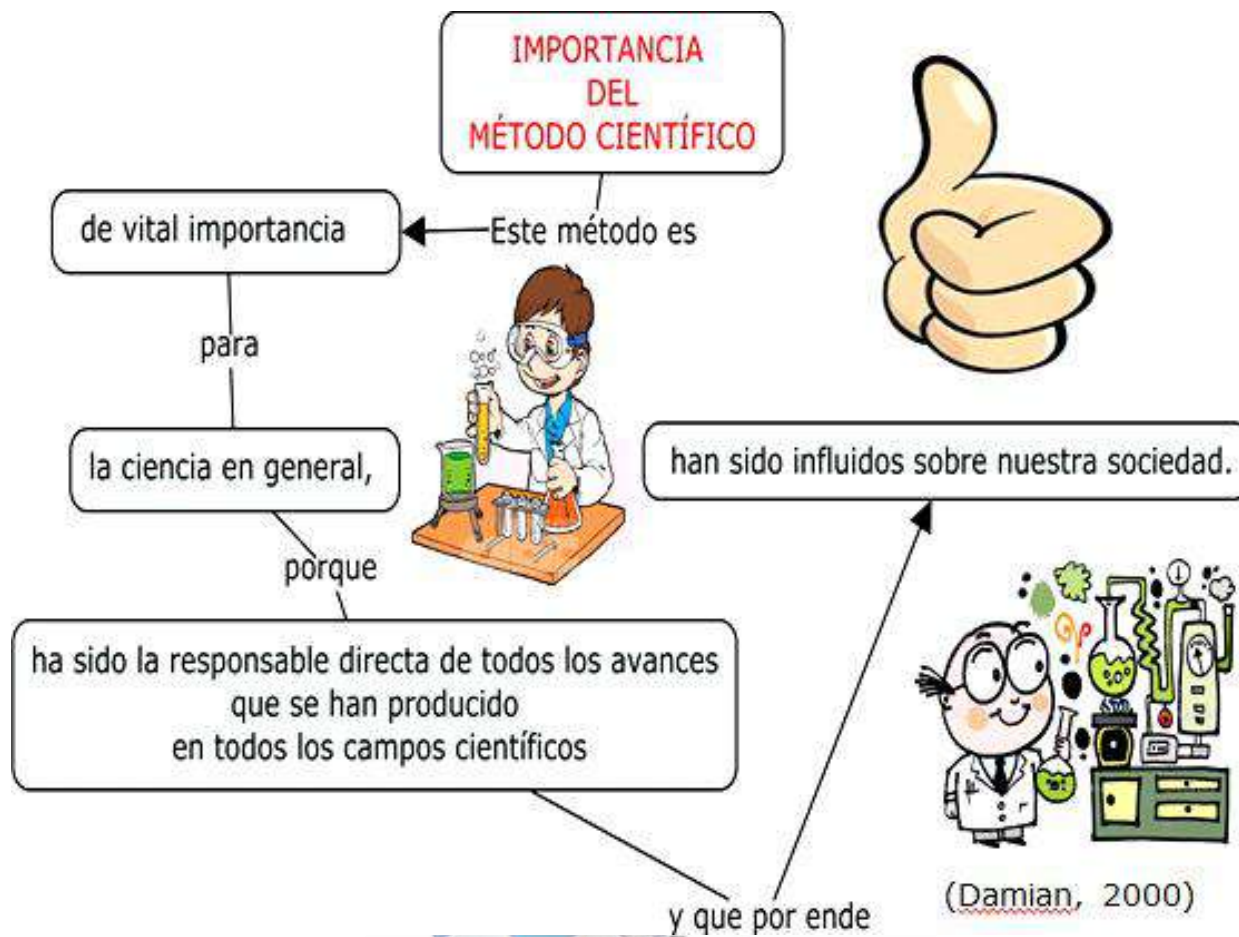 IMPORTANCIA
DEL
MÉTODO CIENTÍFICO
Este método es
de vital importancia
para
la ciencia en general,
porque
ha sido la responsable directa de todos los avances
que se han producido
en todos los campos científicos
y que por ende
han sido influidos sobre nuestra sociedad.
(Damian, 2000)